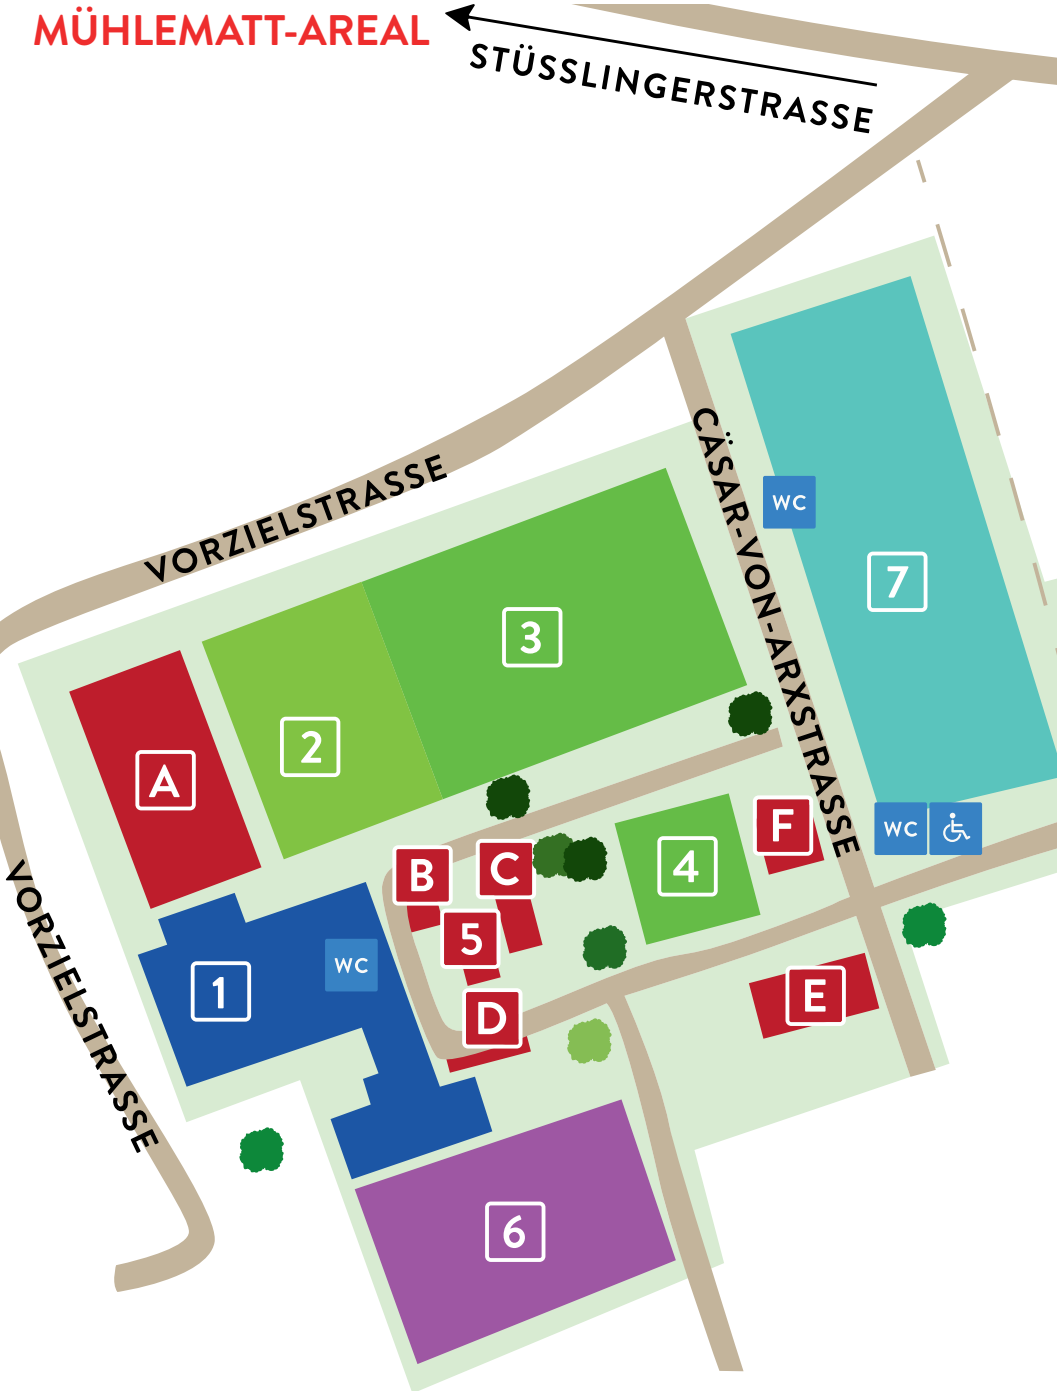 MÜHLEMATT-AREAL
STÜSSLINGERSTRASSE
VORZIELSTRASSE
CÄSAR-VON-ARXSTRASSE
WC
7
3
2
A
F
WC
4
B
C
5
VORZIELSTRASSE
WC
1
D
E
6